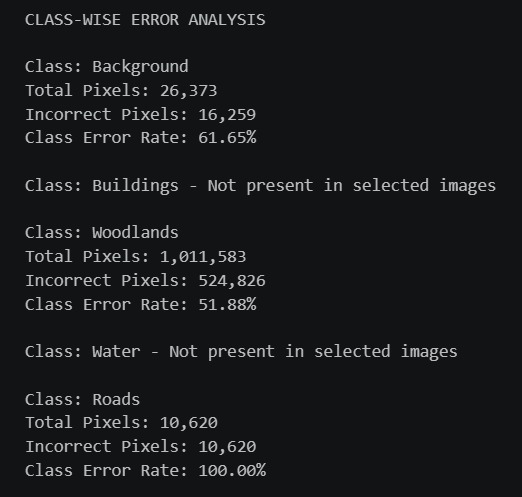 CLASS-WISE ERROR ANALYSIS
Class: Background
Total Pixels: 26,373
Incorrect Pixels: 16,259
Class Error Rate: 61.65%
Class: Buildings - Not present in selected images
Class: Woodlands
Total Pixels: 1,011,583
Incorrect Pixels: 524,826
Class Error Rate: 51.88%
Class: Water - Not present in selected images
Class: Roads
Total Pixels: 10,620
Incorrect Pixels: 10,620
Class Error Rate: 100.00%